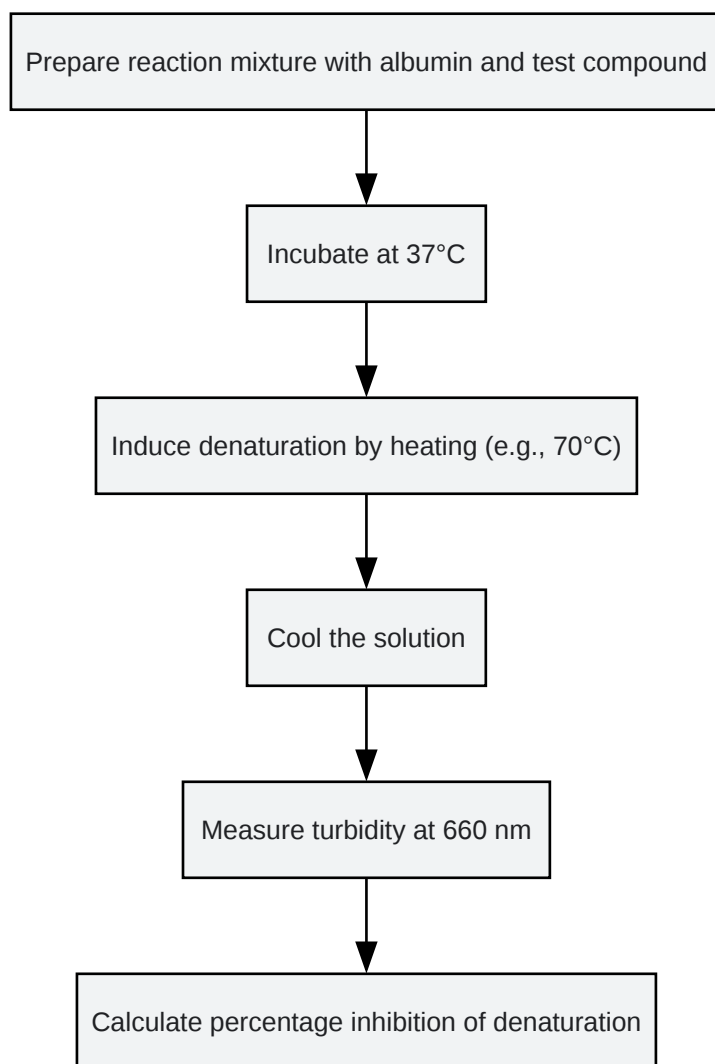 Prepare reaction mixture with albumin and test compound
Incubate at 37°C
Induce denaturation by heating (e.g., 70°C)
Cool the solution
Measure turbidity at 660 nm
Calculate percentage inhibition of denaturation